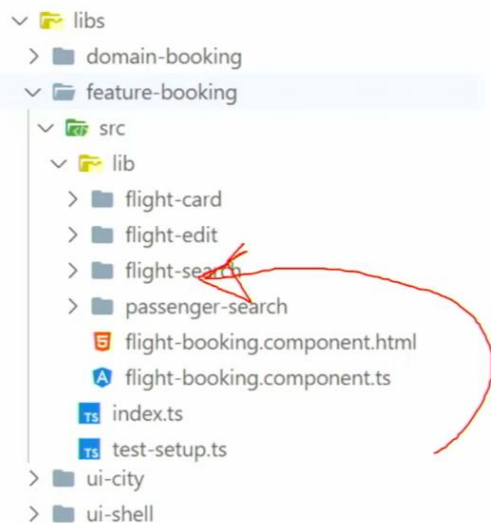 libs
domain-booking
feature-booking
src
lib
flight-card
flight-edit
flight-search
passenger-search
flight-booking.component.html
flight-booking.component.ts
index.ts
test-setup.ts
ui-city
ui-shell